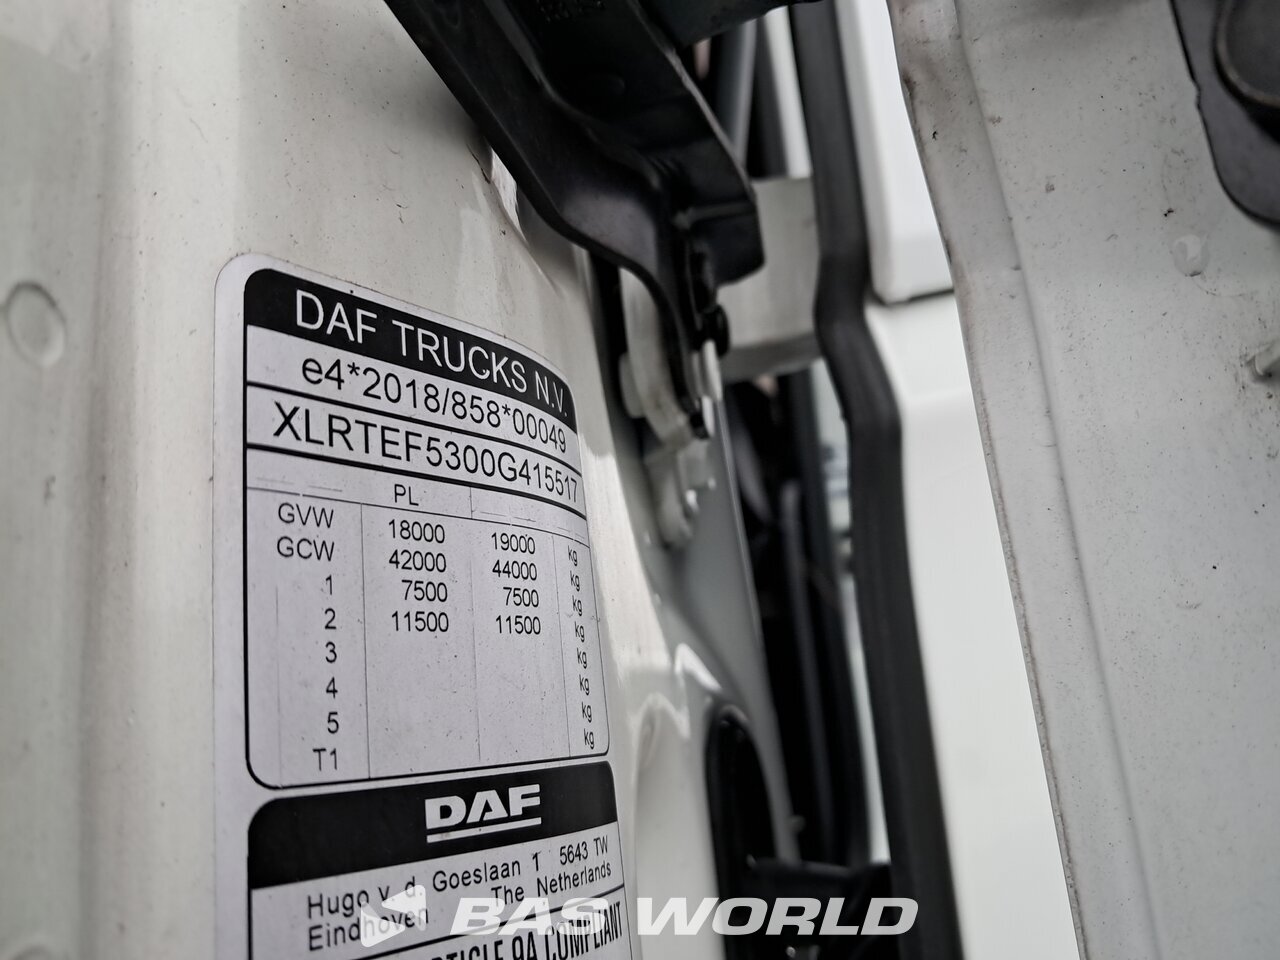 DAF TRUCKS N.V.
e4*2018/858*00049
XLRTEF5300G415517
PL
GVW 18000 19000 kg
GCW 42000 44000 kg
1 7500 7500 kg
2 11500 11500 kg
3 kg
4 kg
5 kg
T1 kg
DAF
Hugo v. d. Goeslaan 1 5643 TW
Eindhoven The Netherlands
9A COMPLIANT
BAS WORLD